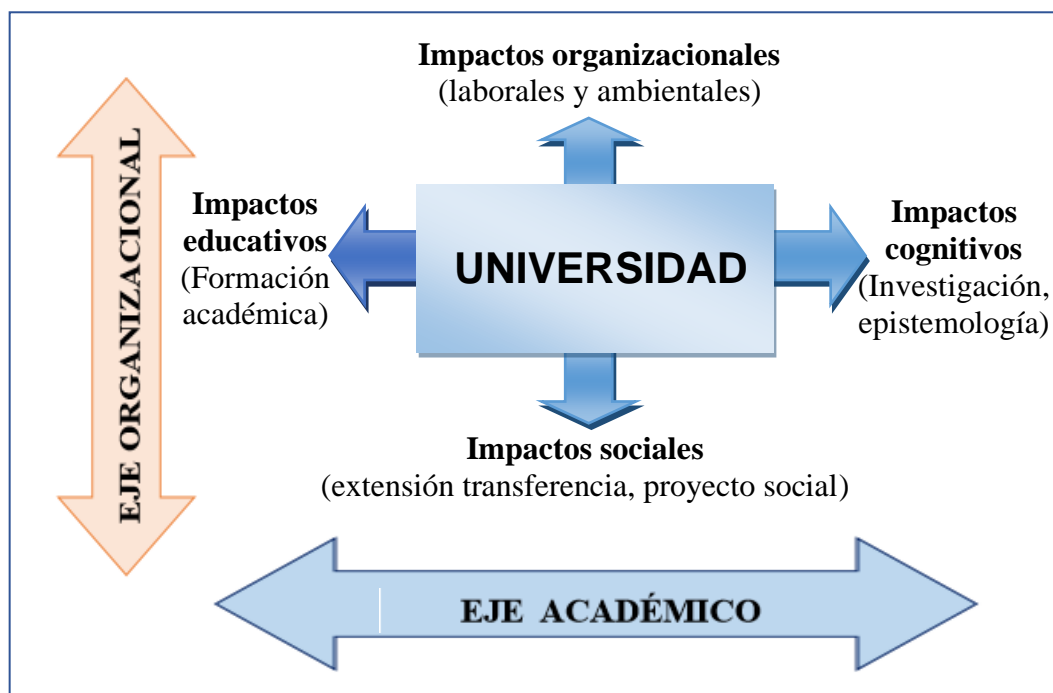 Impactos organizacionales
(laborales y ambientales)
EJE ORGANIZACIONAL
Impactos
educativos
(Formación
académica)
UNIVERSIDAD
Impactos
cognitivos
(Investigación,
epistemología)
Impactos sociales
(extensión transferencia, proyecto social)
EJE ACADÉMICO